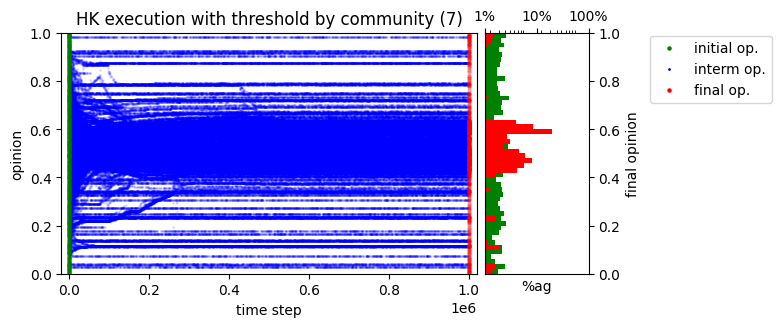 HK execution with threshold by community (7)
1% 10% 100%
1.0 1.0
0.8 0.8
0.6 0.6
0.4 0.4
0.2 0.2
0.0 0.0
opinion
final opinion
0.0 0.2 0.4 0.6 0.8 1.0
1e6
time step
%ag
initial op.
interm op.
final op.